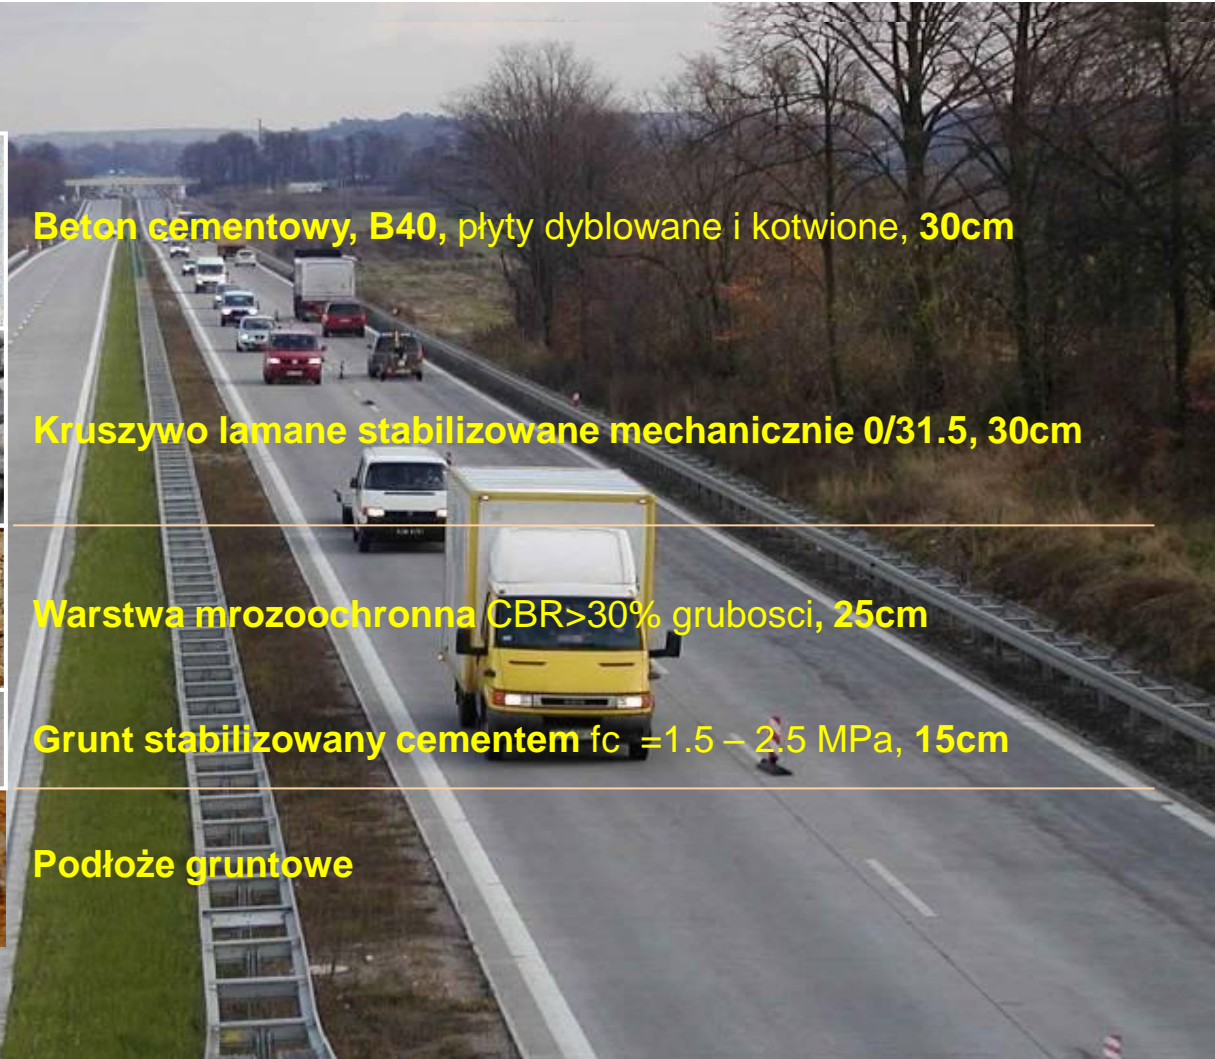 Beton cementowy, B40, płyty dyblowane i kotwione, 30cm
Kruszywo lamane stabilizowane mechanicznie 0/31.5, 30cm
Warstwa mrozoochronna CBR>30% grubosci, 25cm
Grunt stabilizowany cementem fc =1.5 – 2.5 MPa, 15cm
Podłoże gruntowe